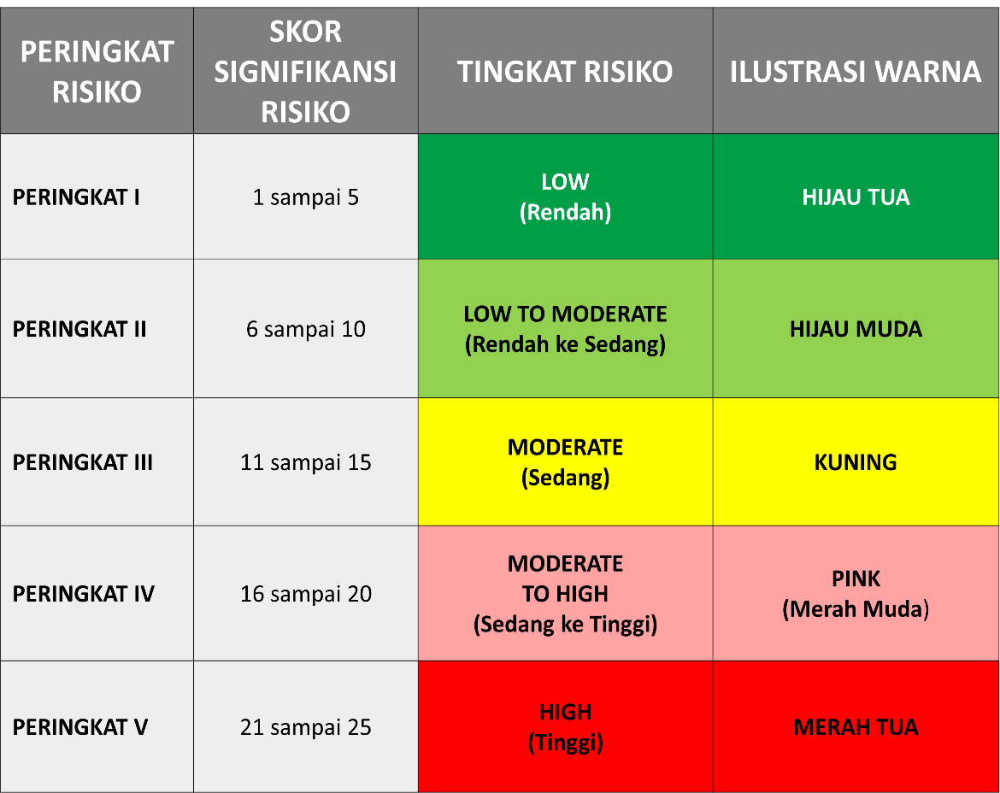 PERINGKAT
RISIKO
SKOR
SIGNIFIKANSI
RISIKO
TINGKAT RISIKO
ILUSTRASI WARNA
PERINGKAT I
1 sampai 5
LOW
(Rendah)
HIJAU TUA
PERINGKAT II
6 sampai 10
LOW TO MODERATE
(Rendah ke Sedang)
HIJAU MUDA
PERINGKAT III
11 sampai 15
MODERATE
(Sedang)
KUNING
PERINGKAT IV
16 sampai 20
MODERATE
TO HIGH
(Sedang ke Tinggi)
PINK
(Merah Muda)
PERINGKAT V
21 sampai 25
HIGH
(Tinggi)
MERAH TUA